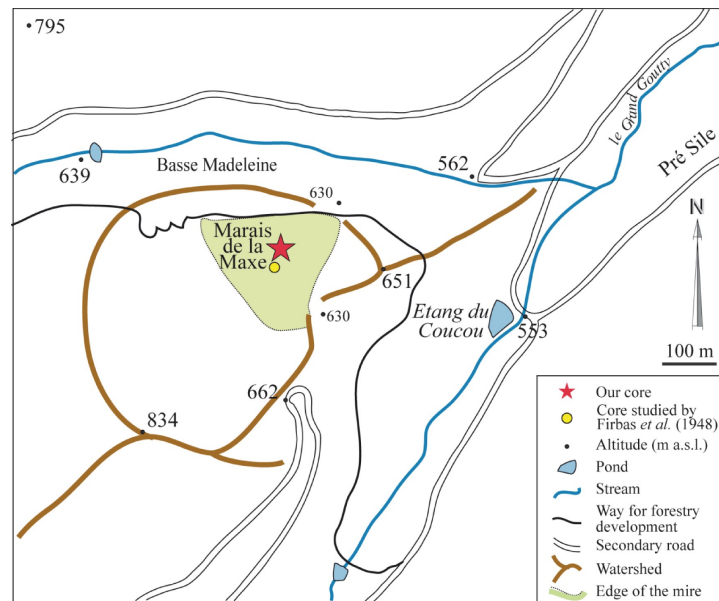 795
le Grand Goutty
Pré Sile
639
Basse Madeleine
562
630
N
Marais
de la
Maxe
651
Etang du
Coucou
630
553
100 m
662
834
Our core
Core studied by
Firbas et al. (1948)
Altitude (m a.s.l.)
Pond
Stream
Way for forestry
development
Secondary road
Watershed
Edge of the mire